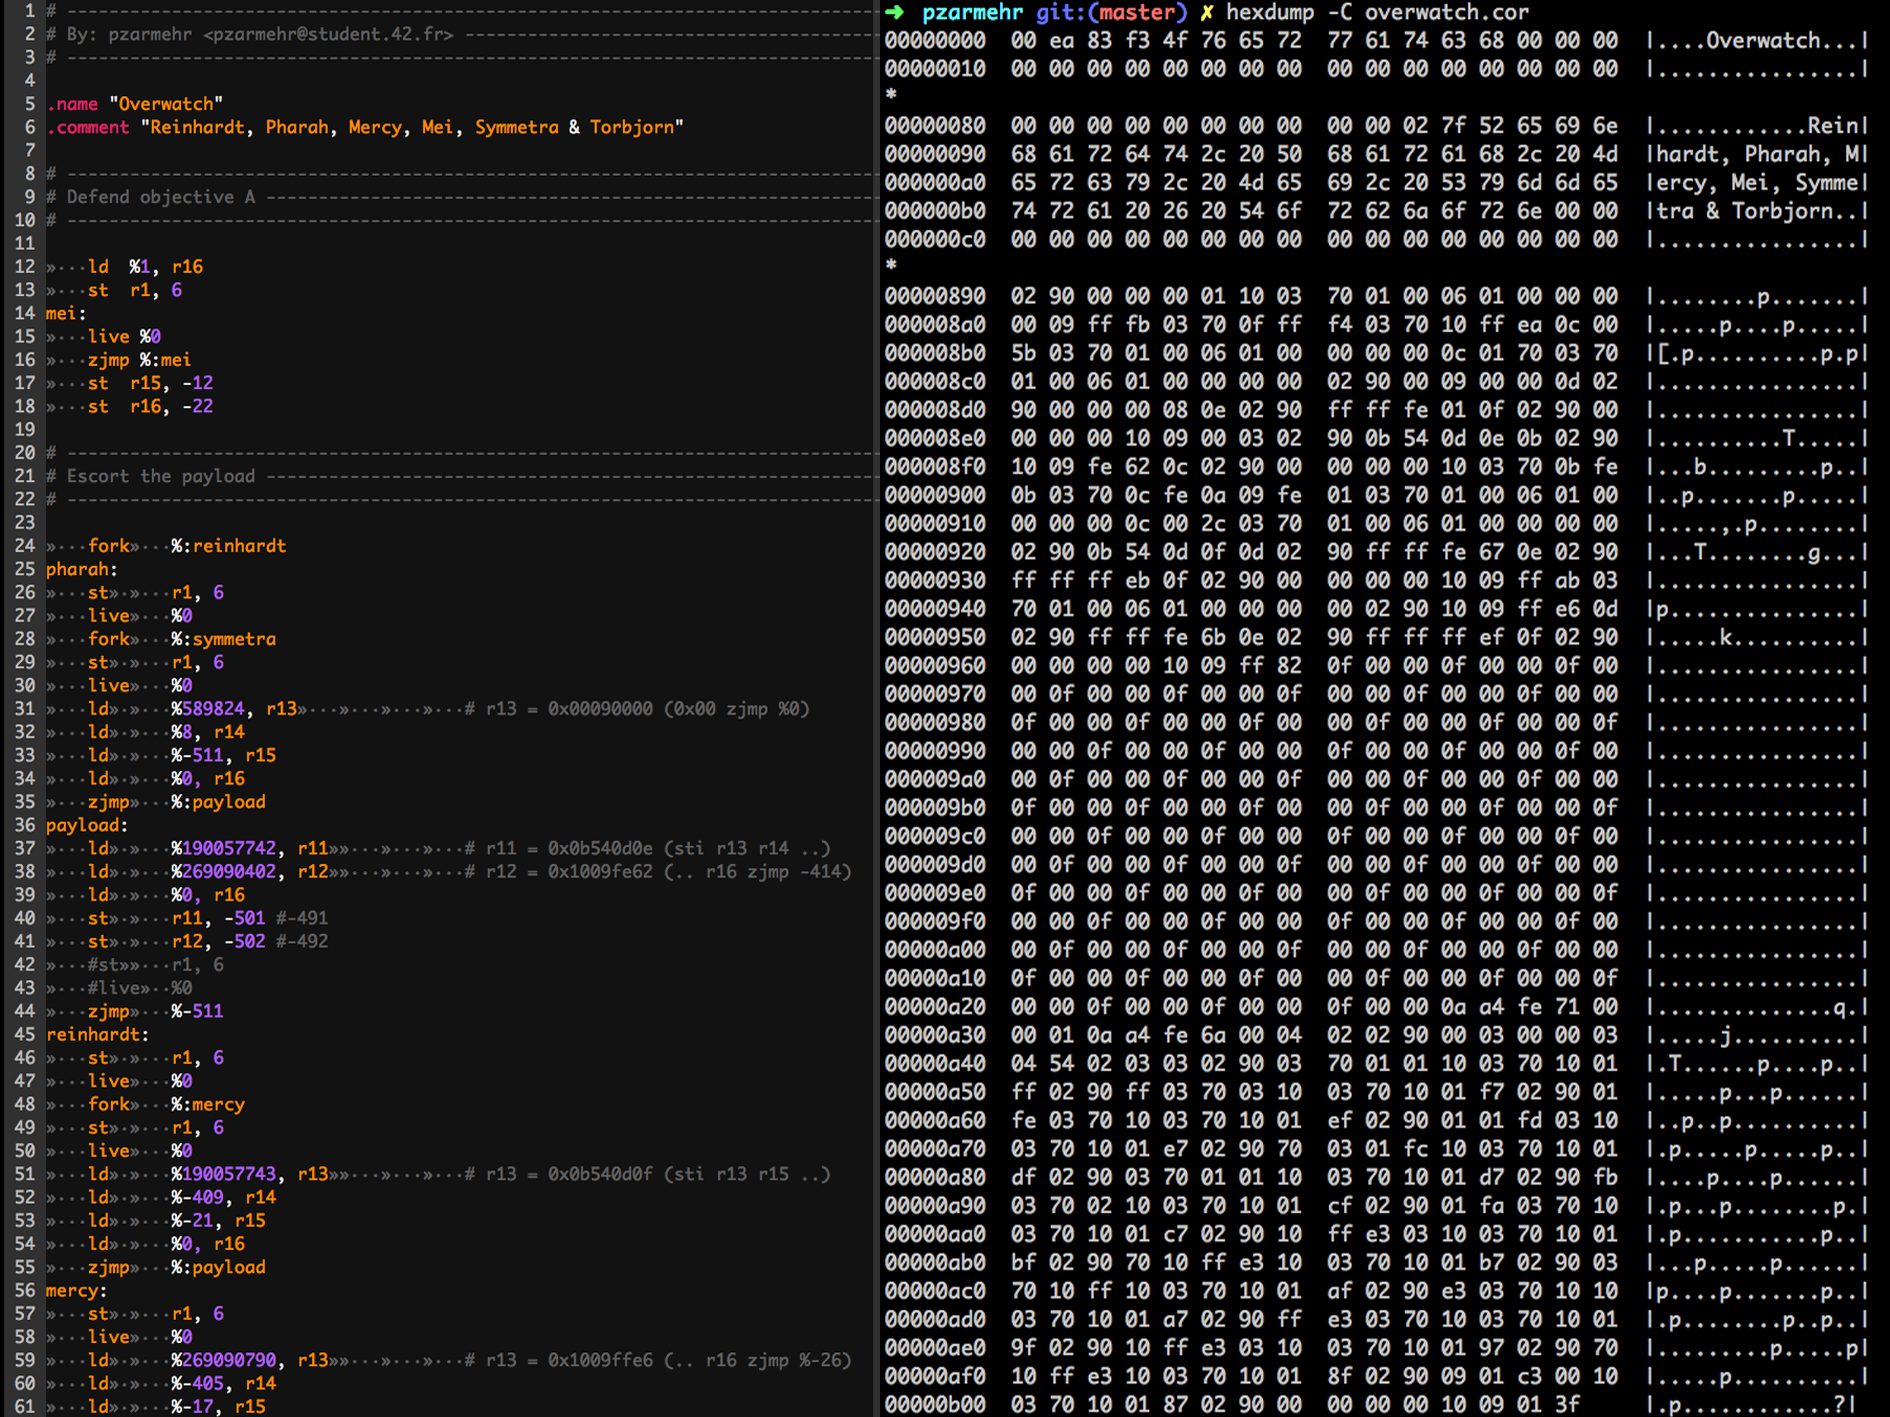 1 # ------------------------------------------------------------------------------
2 # By: pzarmehr <pzarmehr@student.42.fr> ----------------------------------------
3 # ------------------------------------------------------------------------------
4
5 .name "Overwatch"
6 .comment "Reinhardt, Pharah, Mercy, Mei, Symmetra & Torbjorn"
7
8 # ------------------------------------------------------------------------------
9 # Defend objective A -----------------------------------------------------------
10 # ------------------------------------------------------------------------------
11
12 »···ld  %1, r16
13 »···st  r1, 6
14 mei:
15 »···live %0
16 »···zjmp %:mei
17 »···st  r15, -12
18 »···st  r16, -22
19
20 # ------------------------------------------------------------------------------
21 # Escort the payload -----------------------------------------------------------
22 # ------------------------------------------------------------------------------
23
24 »···fork»···%:reinhardt
25 pharah:
26 »···st»·»···r1, 6
27 »···live»···%0
28 »···fork»···%:symmetra
29 »···st»·»···r1, 6
30 »···live»···%0
31 »···ld»·»···%589824, r13»···»···»···»···# r13 = 0x00090000 (0x00 zjmp %0)
32 »···ld»·»···%8, r14
33 »···ld»·»···%-511, r15
34 »···ld»·»···%0, r16
35 »···zjmp»···%:payload
36 payload:
37 »···ld»·»···%190057742, r11»»···»···»···# r11 = 0x0b540d0e (sti r13 r14 ..)
38 »···ld»·»···%269090402, r12»»···»···»···# r12 = 0x1009fe62 (.. r16 zjmp -414)
39 »···ld»·»···%0, r16
40 »···st»·»···r11, -501 #-491
41 »···st»·»···r12, -502 #-492
42 »···#st»»···r1, 6
43 »···#live»··%0
44 »···zjmp»···%-511
45 reinhardt:
46 »···st»·»···r1, 6
47 »···live»···%0
48 »···fork»···%:mercy
49 »···st»·»···r1, 6
50 »···live»···%0
51 »···ld»·»···%190057743, r13»»···»···»···# r13 = 0x0b540d0f (sti r13 r15 ..)
52 »···ld»·»···%-409, r14
53 »···ld»·»···%-21, r15
54 »···ld»·»···%0, r16
55 »···zjmp»···%:payload
56 mercy:
57 »···st»·»···r1, 6
58 »···live»···%0
59 »···ld»·»···%269090790, r13»»···»···»···# r13 = 0x1009ffe6 (.. r16 zjmp %-26)
60 »···ld»·»···%-405, r14
61 »···ld»·»···%-17, r15
➜  pzarmehr git:(master) ✗ hexdump -C overwatch.cor
00000000  00 ea 83 f3 4f 76 65 72  77 61 74 63 68 00 00 00  |....Overwatch...|
00000010  00 00 00 00 00 00 00 00  00 00 00 00 00 00 00 00  |................|
*
00000080  00 00 00 00 00 00 00 00  00 00 02 7f 52 65 69 6e  |............Rein|
00000090  68 61 72 64 74 2c 20 50  68 61 72 61 68 2c 20 4d  |hardt, Pharah, M|
000000a0  65 72 63 79 2c 20 4d 65  69 2c 20 53 79 6d 6d 65  |ercy, Mei, Symme|
000000b0  74 72 61 20 26 20 54 6f  72 62 6a 6f 72 6e 00 00  |tra & Torbjorn..|
000000c0  00 00 00 00 00 00 00 00  00 00 00 00 00 00 00 00  |................|
*
00000890  02 90 00 00 00 01 10 03  70 01 00 06 01 00 00 00  |........p.......|
000008a0  00 09 ff fb 03 70 0f ff  f4 03 70 10 ff ea 0c 00  |.....p....p.....|
000008b0  5b 03 70 01 00 06 01 00  00 00 00 0c 01 70 03 70  |[.p..........p.p|
000008c0  01 00 06 01 00 00 00 00  02 90 00 09 00 00 0d 02  |................|
000008d0  90 00 00 00 08 0e 02 90  ff ff fe 01 0f 02 90 00  |................|
000008e0  00 00 00 10 09 00 03 02  90 0b 54 0d 0e 0b 02 90  |..........T.....|
000008f0  10 09 fe 62 0c 02 90 00  00 00 00 10 03 70 0b fe  |...b.........p..|
00000900  0b 03 70 0c fe 0a 09 fe  01 03 70 01 00 06 01 00  |..p.......p.....|
00000910  00 00 00 0c 00 2c 03 70  01 00 06 01 00 00 00 00  |.....,.p........|
00000920  02 90 0b 54 0d 0f 0d 02  90 ff ff fe 67 0e 02 90  |...T........g...|
00000930  ff ff ff eb 0f 02 90 00  00 00 00 10 09 ff ab 03  |................|
00000940  70 01 00 06 01 00 00 00  00 02 90 10 09 ff e6 0d  |p...............|
00000950  02 90 ff ff fe 6b 0e 02  90 ff ff ff ef 0f 02 90  |.....k..........|
00000960  00 00 00 00 10 09 ff 82  0f 00 00 0f 00 00 0f 00  |................|
00000970  00 0f 00 00 0f 00 00 0f  00 00 0f 00 00 0f 00 00  |................|
00000980  0f 00 00 0f 00 00 0f 00  00 0f 00 00 0f 00 00 0f  |................|
00000990  00 00 0f 00 00 0f 00 00  0f 00 00 0f 00 00 0f 00  |................|
000009a0  00 0f 00 00 0f 00 00 0f  00 00 0f 00 00 0f 00 00  |................|
000009b0  0f 00 00 0f 00 00 0f 00  00 0f 00 00 0f 00 00 0f  |................|
000009c0  00 00 0f 00 00 0f 00 00  0f 00 00 0f 00 00 0f 00  |................|
000009d0  00 0f 00 00 0f 00 00 0f  00 00 0f 00 00 0f 00 00  |................|
000009e0  0f 00 00 0f 00 00 0f 00  00 0f 00 00 0f 00 00 0f  |................|
000009f0  00 00 0f 00 00 0f 00 00  0f 00 00 0f 00 00 0f 00  |................|
00000a00  00 0f 00 00 0f 00 00 0f  00 00 0f 00 00 0f 00 00  |................|
00000a10  0f 00 00 0f 00 00 0f 00  00 0f 00 00 0f 00 00 0f  |................|
00000a20  00 00 0f 00 00 0f 00 00  0f 00 00 0a a4 fe 71 00  |..............q.|
00000a30  00 01 0a a4 fe 6a 00 04  02 02 90 00 03 00 00 03  |.....j..........|
00000a40  04 54 02 03 03 02 90 03  70 01 01 10 03 70 10 01  |.T......p....p..|
00000a50  ff 02 90 ff 03 70 03 10  03 70 10 01 f7 02 90 01  |.....p...p......|
00000a60  fe 03 70 10 03 70 10 01  ef 02 90 01 01 fd 03 10  |..p..p..........|
00000a70  03 70 10 01 e7 02 90 70  03 01 fc 10 03 70 10 01  |.p.....p.....p..|
00000a80  df 02 90 03 70 01 01 10  03 70 10 01 d7 02 90 fb  |....p....p......|
00000a90  03 70 02 10 03 70 10 01  cf 02 90 01 fa 03 70 10  |.p...p........p.|
00000aa0  03 70 10 01 c7 02 90 10  ff e3 03 10 03 70 10 01  |.p...........p..|
00000ab0  bf 02 90 70 10 ff e3 10  03 70 10 01 b7 02 90 03  |...p.....p......|
00000ac0  70 10 ff 10 03 70 10 01  af 02 90 e3 03 70 10 10  |p....p.......p..|
00000ad0  03 70 10 01 a7 02 90 ff  e3 03 70 10 03 70 10 01  |.p........p..p..|
00000ae0  9f 02 90 10 ff e3 03 10  03 70 10 01 97 02 90 70  |.........p.....p|
00000af0  10 ff e3 10 03 70 10 01  8f 02 90 09 01 c3 00 10  |.....p..........|
00000b00  03 70 10 01 87 02 90 00  00 00 00 10 09 01 3f     |.p............?|